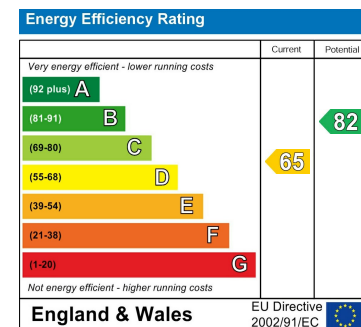 Energy Efficiency Rating
Current Potential
Very energy efficient - lower running costs
(92 plus) A
(81-91) B
82
(69-80) C
65
(55-68) D
(39-54) E
(21-38) F
(1-20) G
Not energy efficient - higher running costs
England & Wales
EU Directive
2002/91/EC